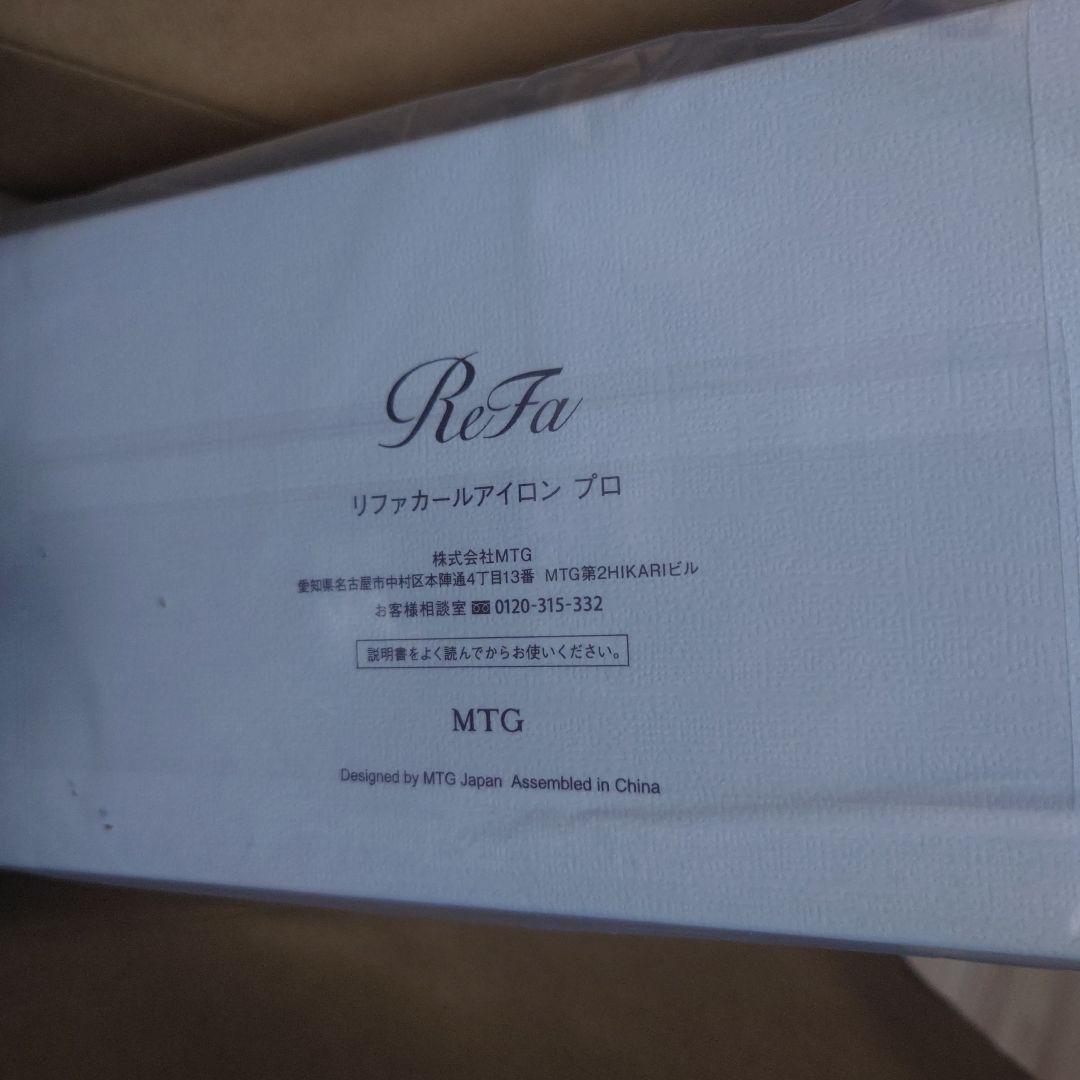 ReFa
リファカールアイロン プロ
株式会社MTG
愛知県名古屋市中村区本陣通4丁目13番 MTG第2HIKARIビル
お客様相談室 0120-315-332
説明書をよく読んでからお使いください。
MTG
Designed by MTG Japan Assembled in China